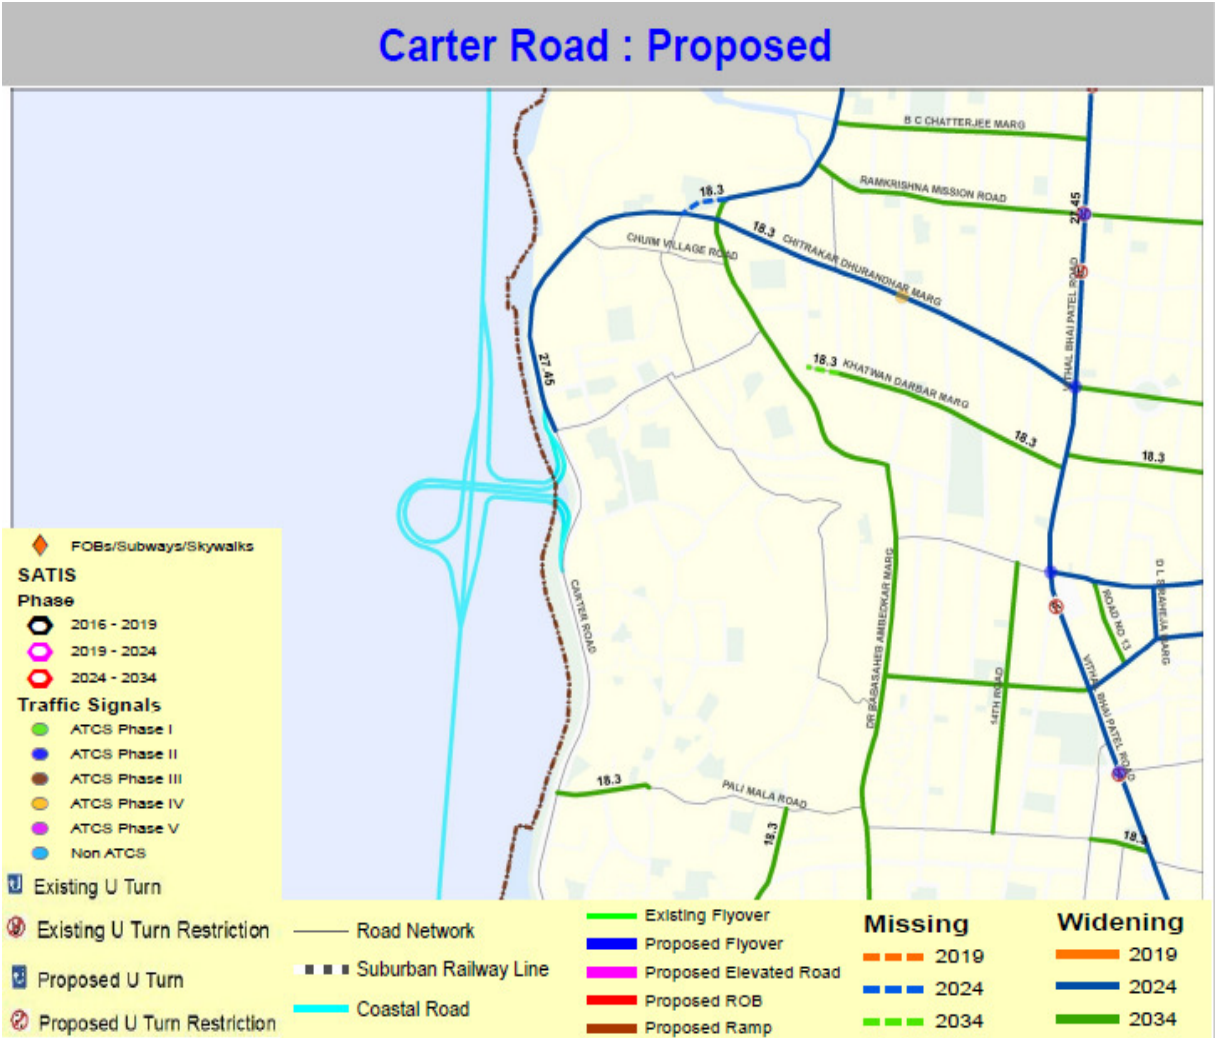 Carter Road : Proposed
B C CHATTERJEE MARG
RAMKRISHNA MISSION ROAD
18.3
27.45
18.3
CHITRAKAR DHURANDHAR MARG
CHUIM VILLAGE ROAD
VITHAL BHAI PATEL ROAD
27.45
18.3
KHATWAN DARBAR MARG
18.3
18.3
CARTER ROAD
DR BABASAHEB AMBEDKAR MARG
14TH ROAD
ROAD NO 13
D L S RAHEJA MARG
VITHAL BHAI PATEL ROAD
18.3
PALI MALA ROAD
18.3
18.3
FOBs/Subways/Skywalks
SATIS
Phase
2016 - 2019
2019 - 2024
2024 - 2034
Traffic Signals
ATCS Phase I
ATCS Phase II
ATCS Phase III
ATCS Phase IV
ATCS Phase V
Non ATCS
Existing U Turn
Existing U Turn Restriction
Proposed U Turn
Proposed U Turn Restriction
Road Network
Suburban Railway Line
Coastal Road
Existing Flyover
Proposed Flyover
Proposed Elevated Road
Proposed ROB
Proposed Ramp
Missing
2019
2024
2034
Widening
2019
2024
2034